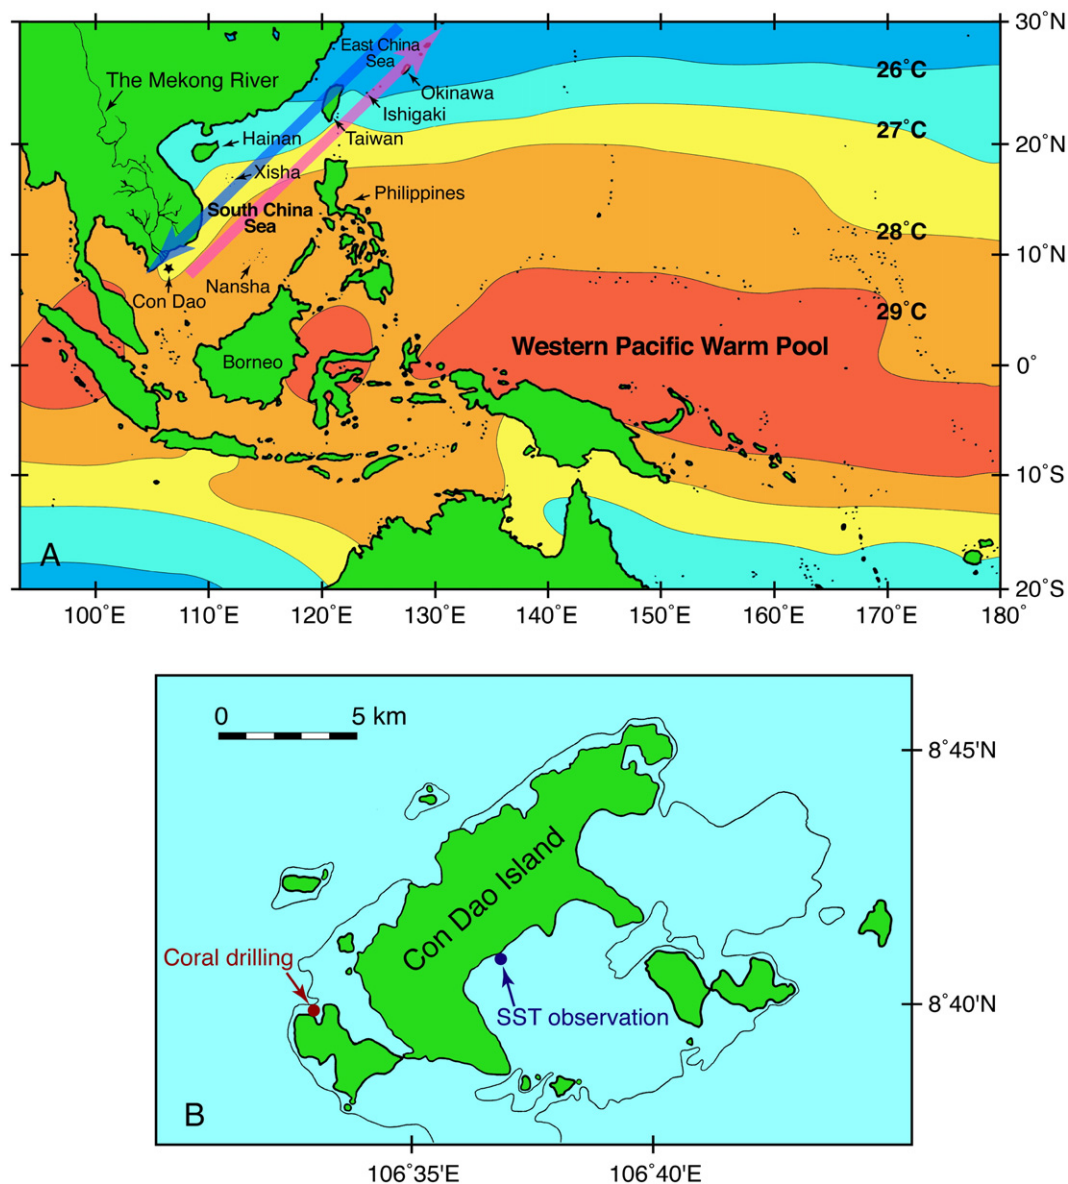 30˚N
East China
Sea
26˚C
The Mekong River
Okinawa
Ishigaki
27˚C
Hainan
Taiwan
20˚N
Xisha
Philippines
South China
Sea
28˚C
10˚N
Nansha
Con Dao
29˚C
Western Pacific Warm Pool
Borneo
0˚
10˚S
A
20˚S
100˚E
110˚E
120˚E
130˚E
140˚E
150˚E
160˚E
170˚E
180˚
0
5 km
8˚45'N
Con Dao Island
Coral drilling
SST observation
8˚40'N
B
106˚35'E
106˚40'E